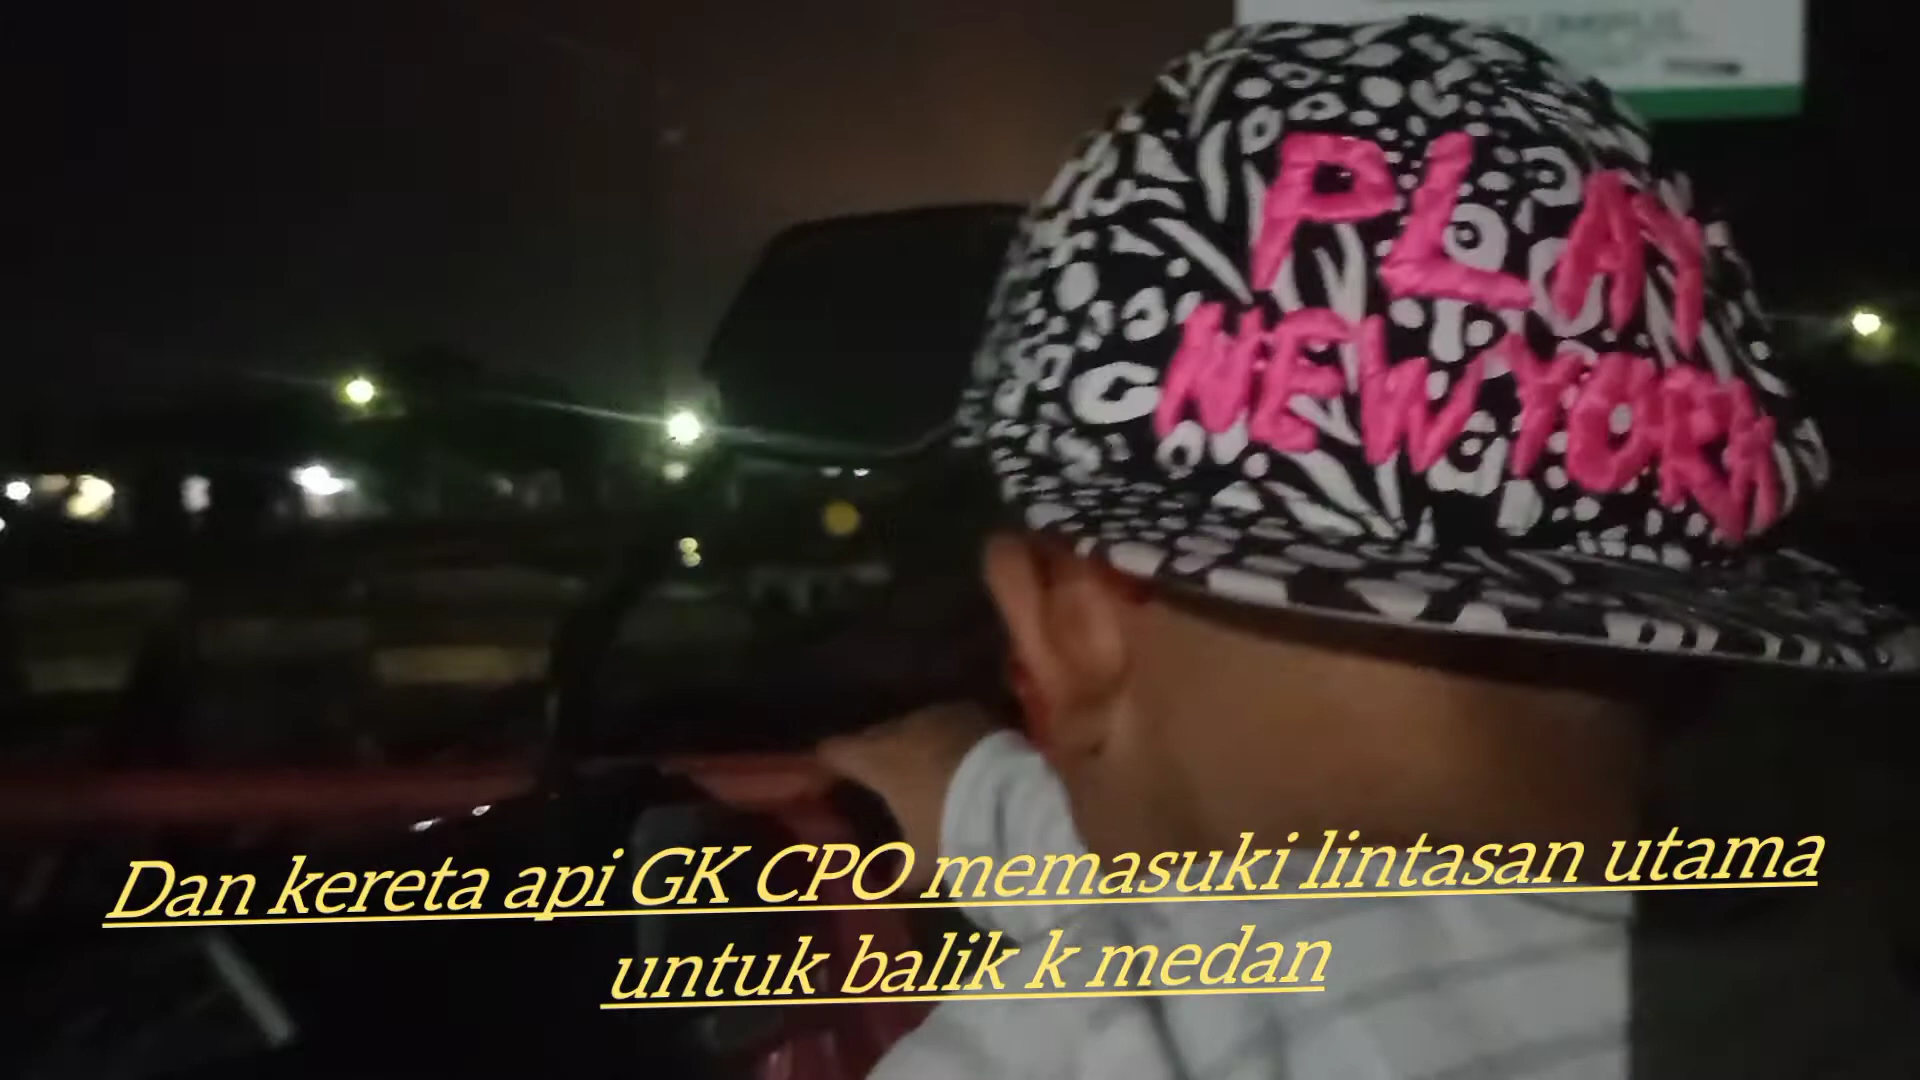 PLAY
NEW YORK
Dan kereta api GK CPO memasuki lintasan utama
untuk balik k medan